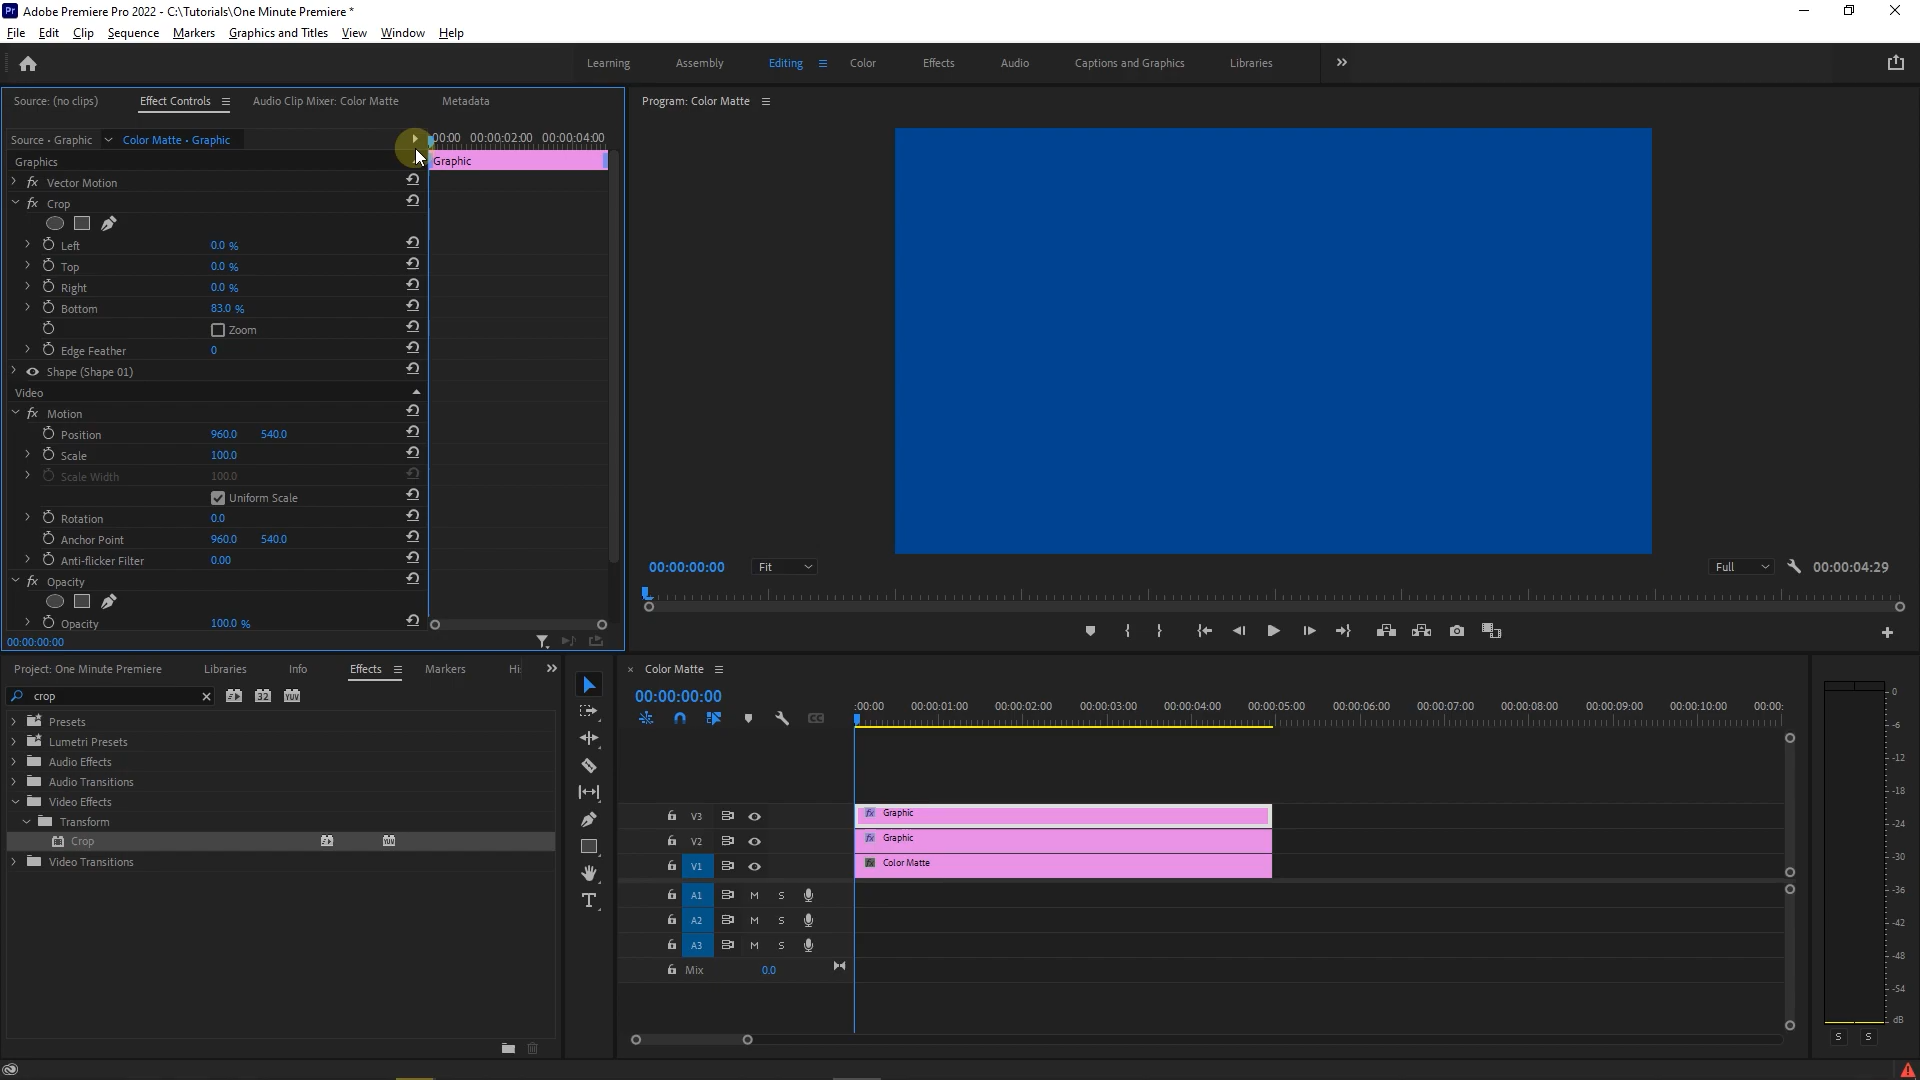 Pr Adobe Premiere Pro 2022 - C:\Tutorials\One Minute Premiere *
File Edit Clip Sequence Markers Graphics and Titles View Window Help
Learning Assembly Editing Color Effects Audio Captions and Graphics Libraries
Source: (no clips) Effect Controls Audio Clip Mixer: Color Matte Metadata
Program: Color Matte
Source • Graphic Color Matte • Graphic
:00:00 00:00:02:00 00:00:04:00
Graphics
Graphic
fx Vector Motion
fx Crop
Left 0.0 %
Top 0.0 %
Right 0.0 %
Bottom 83.0 %
Zoom
Edge Feather 0
Shape (Shape 01)
Video
fx Motion
Position 960.0 540.0
Scale 100.0
Scale Width 100.0
Uniform Scale
Rotation 0.0
Anchor Point 960.0 540.0
Anti-flicker Filter 0.00
fx Opacity
Opacity 100.0 %
00:00:00:00
00:00:00:00 Fit Full 00:00:04:29
Project: One Minute Premiere Libraries Info Effects Markers Hi
crop
32 YUV
Presets
Lumetri Presets
Audio Effects
Audio Transitions
Video Effects
Transform
Crop
Video Transitions
× Color Matte
00:00:00:00
:00:00 00:00:01:00 00:00:02:00 00:00:03:00 00:00:04:00 00:00:05:00 00:00:06:00 00:00:07:00 00:00:08:00 00:00:09:00 00:00:10:00 00:00:
CC
V3 fx Graphic
V2 fx Graphic
V1 fx Color Matte
A1 M S
A2 M S
A3 M S
Mix 0.0
T
0
-6
-12
-18
-24
-30
-36
-42
-48
-54
dB
S S